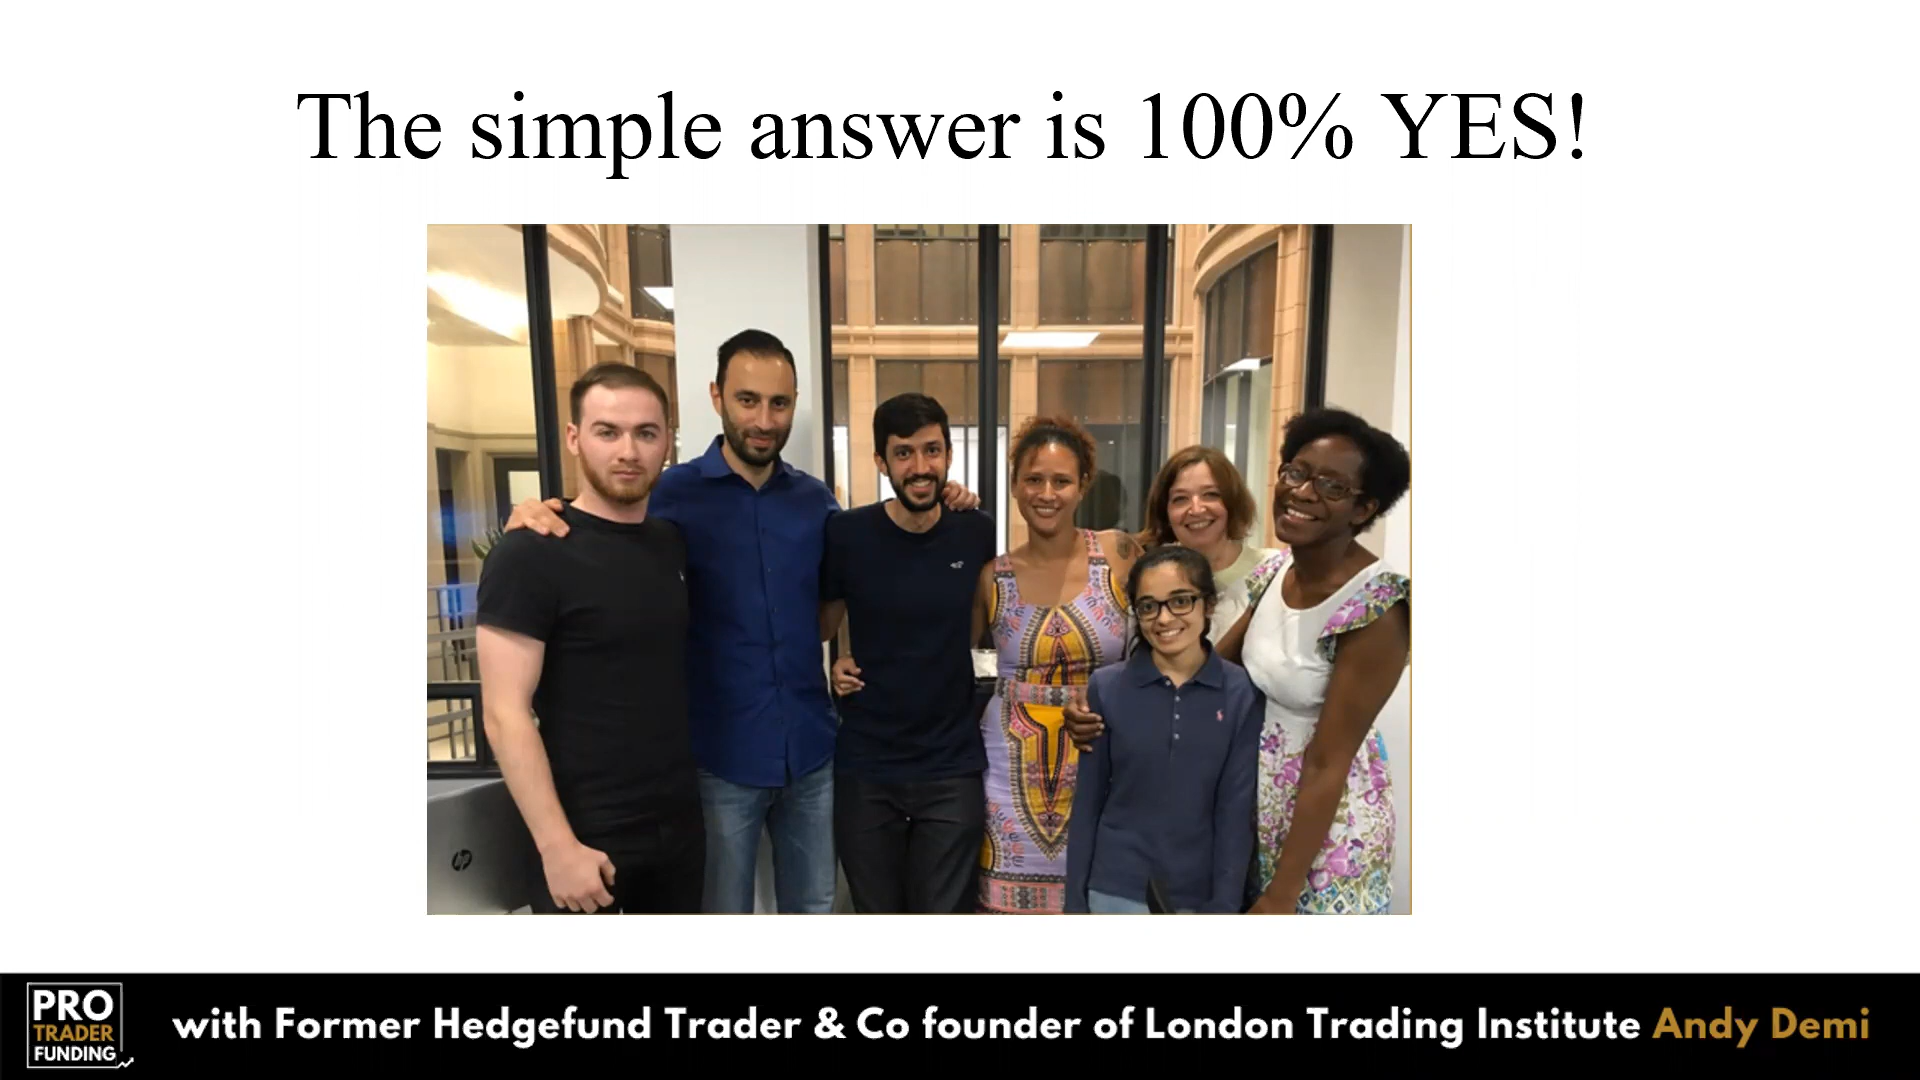 The simple answer is 100% YES!
hp
PRO
TRADER
FUNDING
with Former Hedgefund Trader & Co founder of London Trading Institute Andy Demi